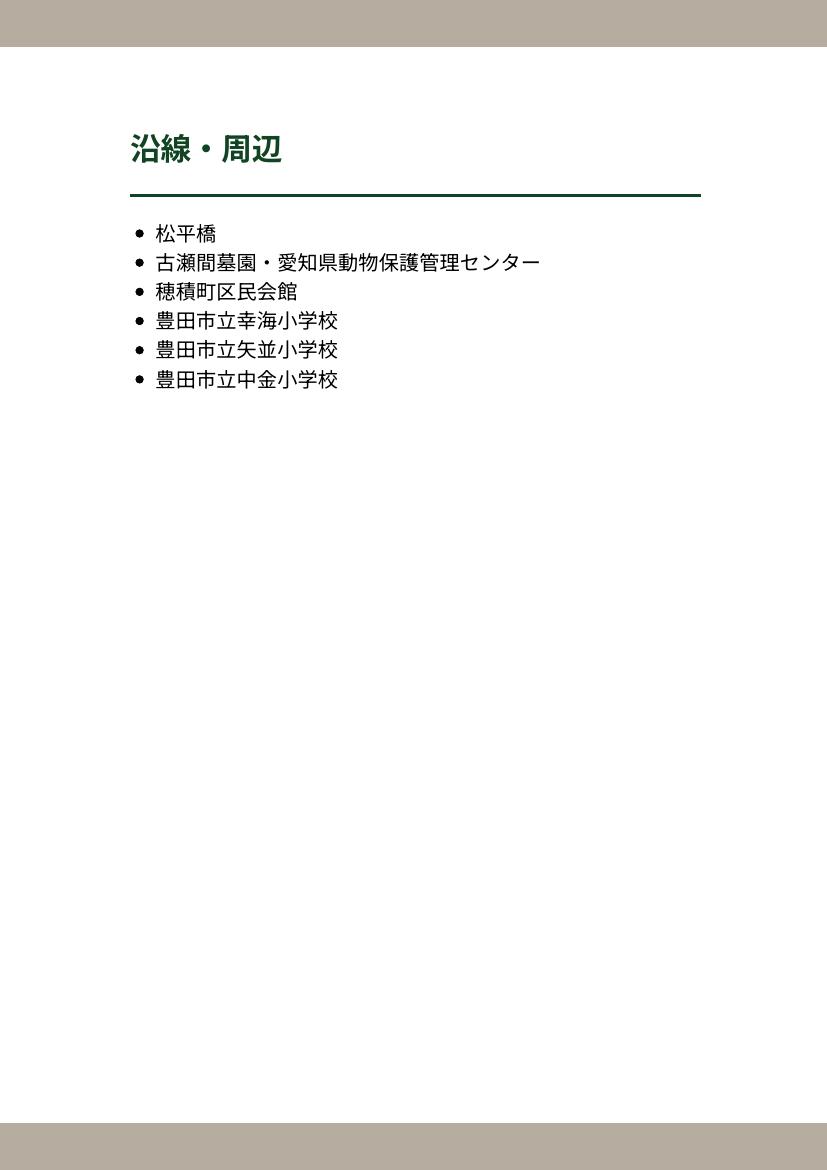 沿線・周辺
松平橋
古瀬間墓園・愛知県動物保護管理センター
穂積町区民会館
豊田市立幸海小学校
豊田市立矢並小学校
豊田市立中金小学校